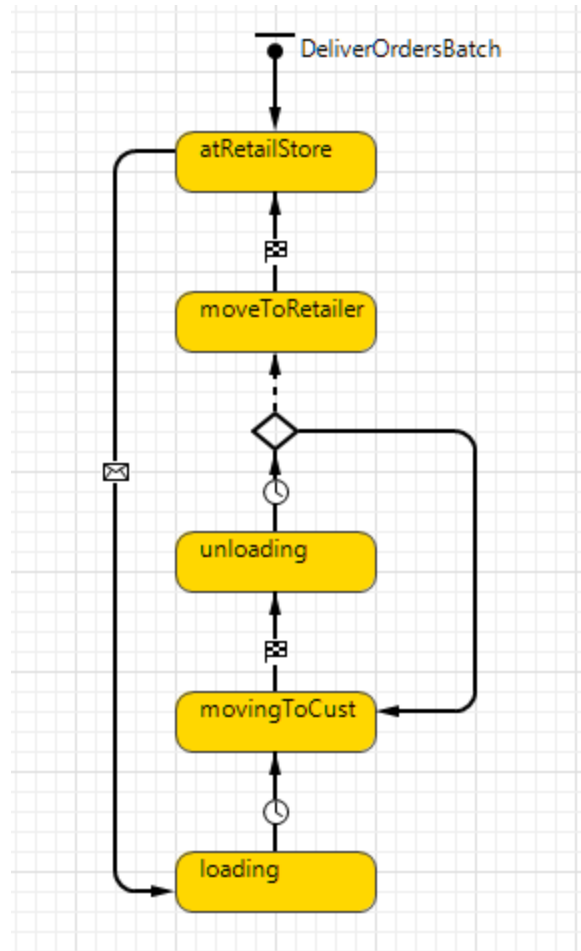 DeliverOrdersBatch
atRetailStore
moveToRetailer
unloading
movingToCust
loading